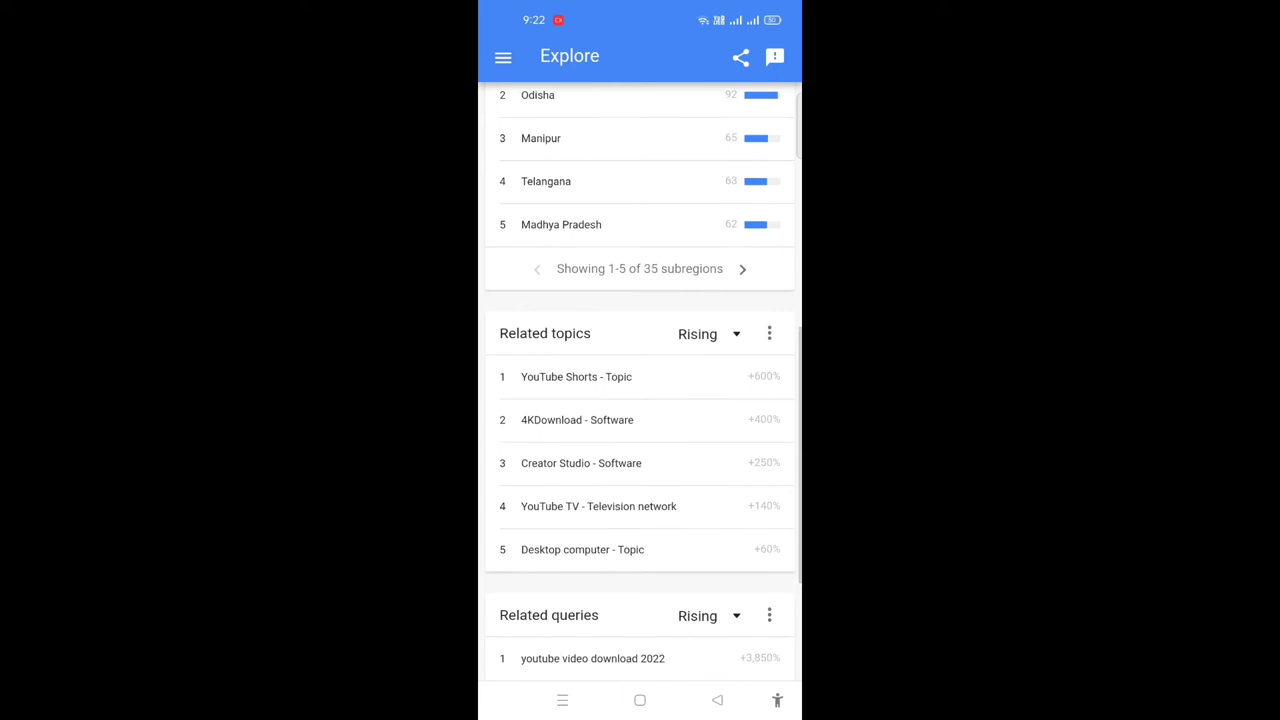 9:22
50
Explore
2 Odisha 92
3 Manipur 65
4 Telangana 63
5 Madhya Pradesh 62
Showing 1-5 of 35 subregions
Related topics Rising
1 YouTube Shorts - Topic +600%
2 4KDownload - Software +400%
3 Creator Studio - Software +250%
4 YouTube TV - Television network +140%
5 Desktop computer - Topic +60%
Related queries Rising
1 youtube video download 2022 +3,850%